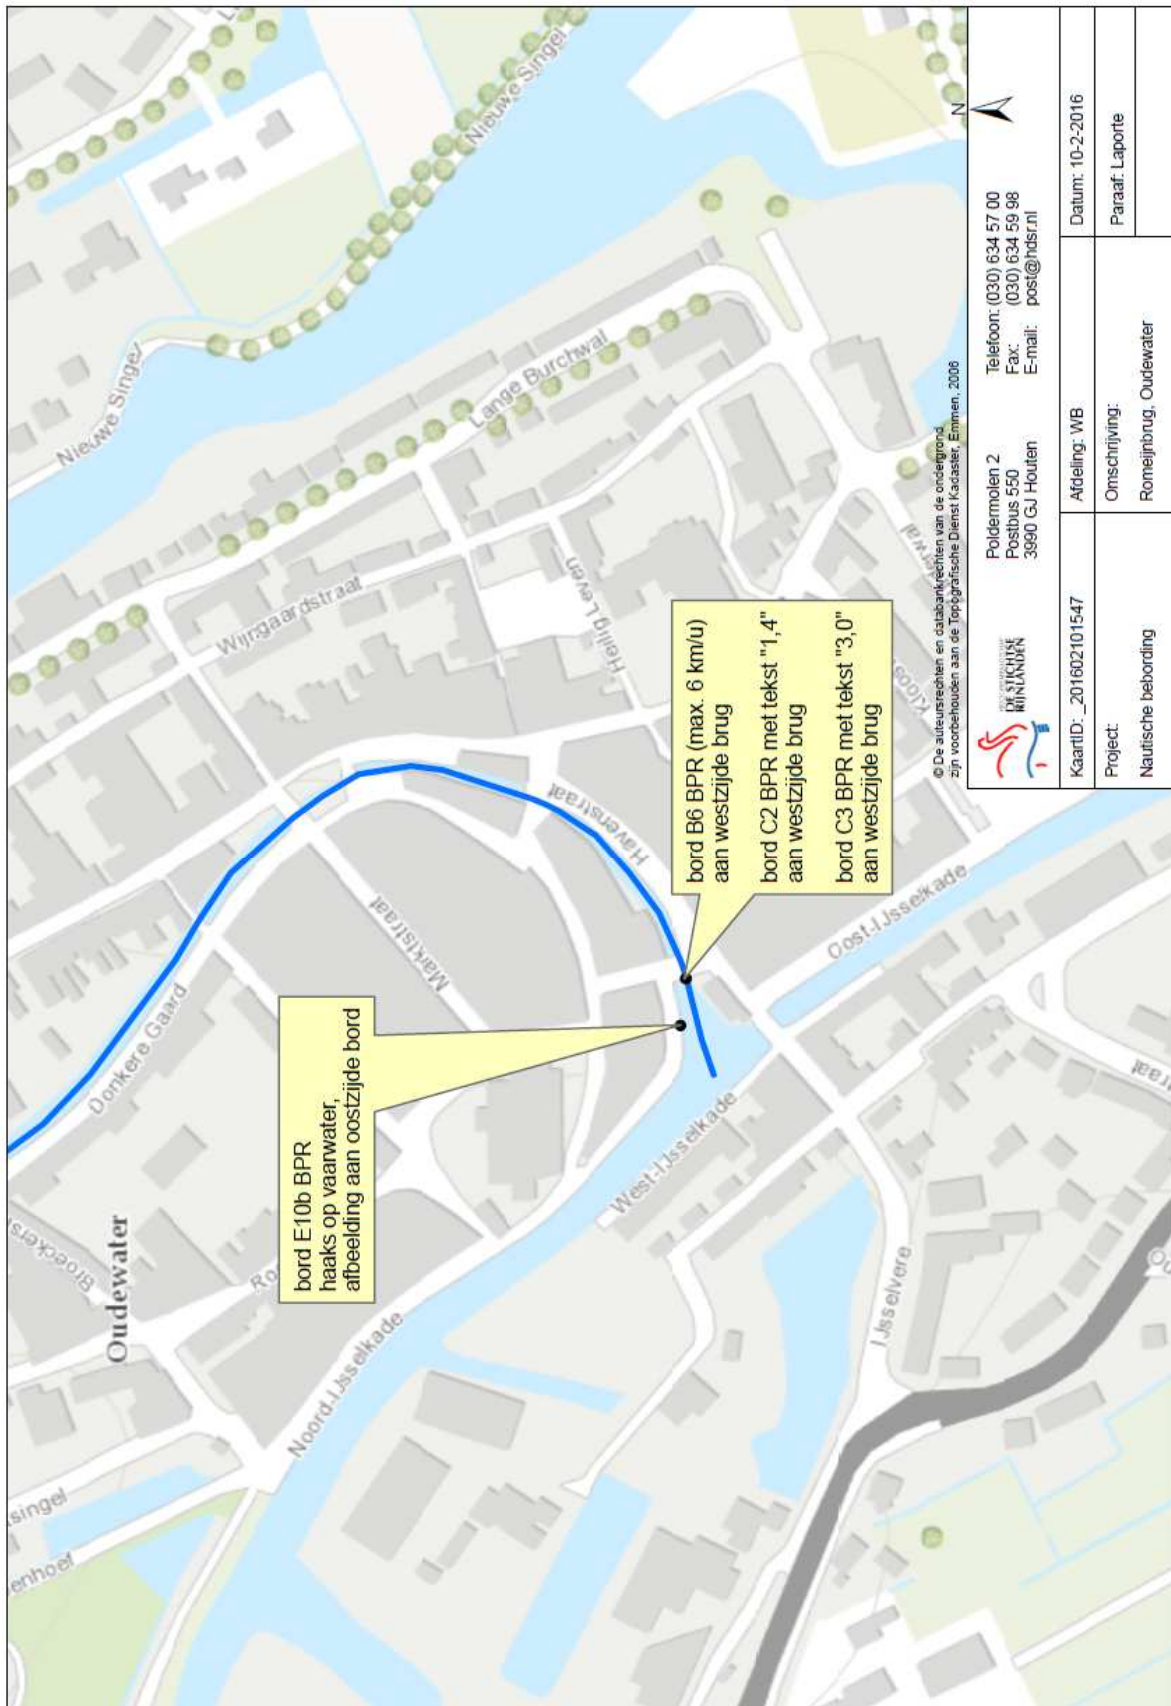 Nieuwe Singel
Nieuwe Singel
Lange Burchwal
Wijngaardstraat
Heilig Leven
Havenstraat
Marktstraat
Donkere Gaard
Oudewater
Noord-IJsselkade
West-IJsselkade
Oost-IJsselkade
IJsselvere
singel
enhoef
bord E10b BPR
haaks op vaarwater,
afbeelding aan oostzijde bord
bord B6 BPR (max. 6 km/u)
aan westzijde brug
bord C2 BPR met tekst "1,4"
aan westzijde brug
bord C3 BPR met tekst "3,0"
aan westzijde brug
© De auteursrechten en databankrechten van de ondergrond
zijn voorbehouden aan de Topografische Dienst Kadaster, Emmen, 2006
N
DE STICHTSE
RIJNLANDEN
Poldermolen 2
Postbus 550
3990 GJ Houten
Telefoon: (030) 634 57 00
Fax: (030) 634 59 98
E-mail: post@hdsr.nl
KaartID: _201602101547
Afdeling: WB
Datum: 10-2-2016
Project:
Nautische bebording
Omschrijving:
Romeijnbrug, Oudewater
Paraaf: Laporte